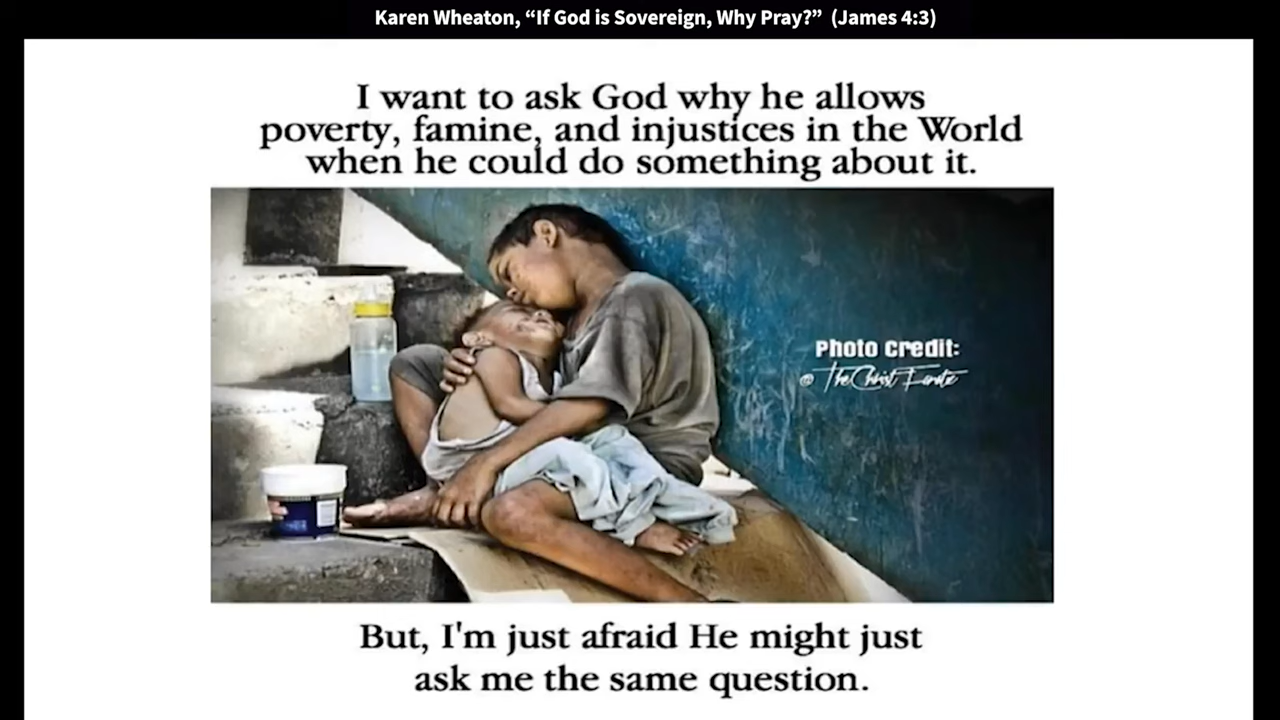 Karen Wheaton, “If God is Sovereign, Why Pray?” (James 4:3)
I want to ask God why he allows
poverty, famine, and injustices in the World
when he could do something about it.
Photo Credit:
@ TheChrist Fanatic
But, I'm just afraid He might just
ask me the same question.